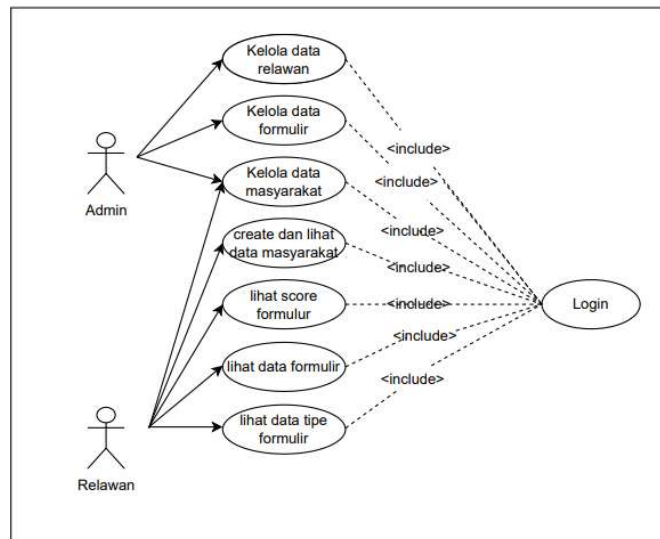 Kelola data
relawan
Kelola data
formulir
<include>
<include>
Admin
Kelola data
masyarakat
<include>
create dan lihat
data masyarakat
<include>
lihat score
formulur
<include>
Login
<include>
lihat data formulir
<include>
lihat data tipe
formulir
Relawan